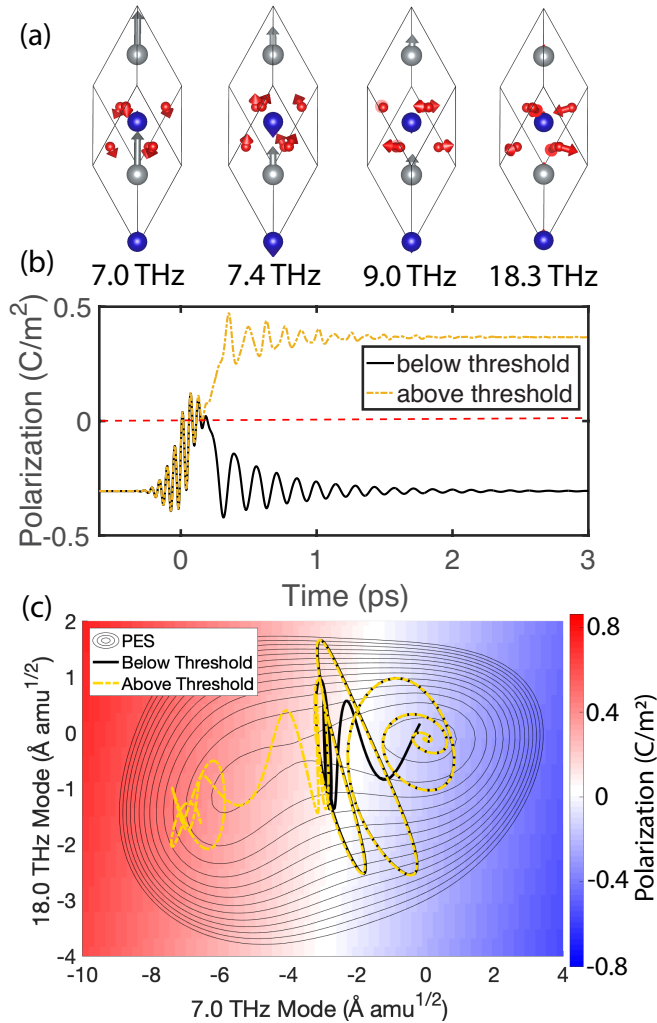 (a)
7.0 THz 7.4 THz 9.0 THz 18.3 THz
(b)
Polarization (C/m²)
0.5
0
-0.5
below threshold
above threshold
0 1 2 3
Time (ps)
(c)
18.0 THz Mode (Å amu^1/2)
2
1
0
-1
-2
-3
-4
PES
Below Threshold
Above Threshold
-10 -8 -6 -4 -2 0 2 4
7.0 THz Mode (Å amu^1/2)
0.8
0.4
0
-0.4
-0.8
Polarization (C/m²)